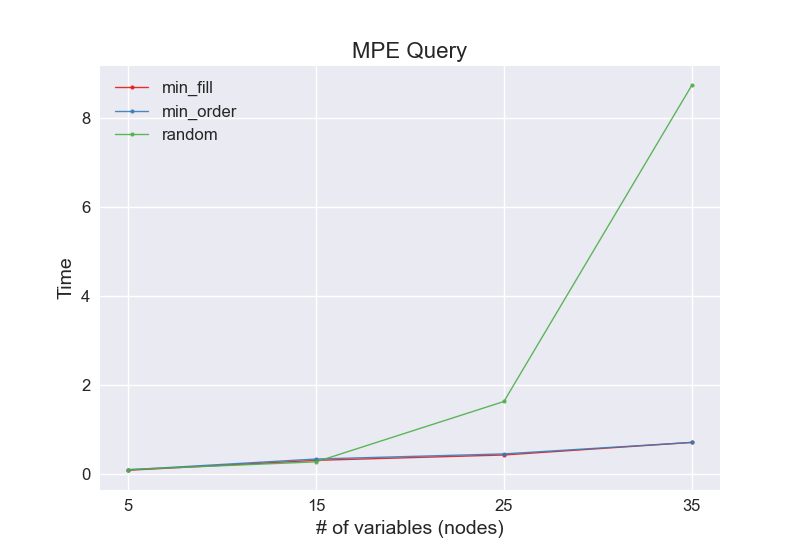 MPE Query
min_fill
min_order
random
8
6
4
2
0
Time
5 15 25 35
# of variables (nodes)